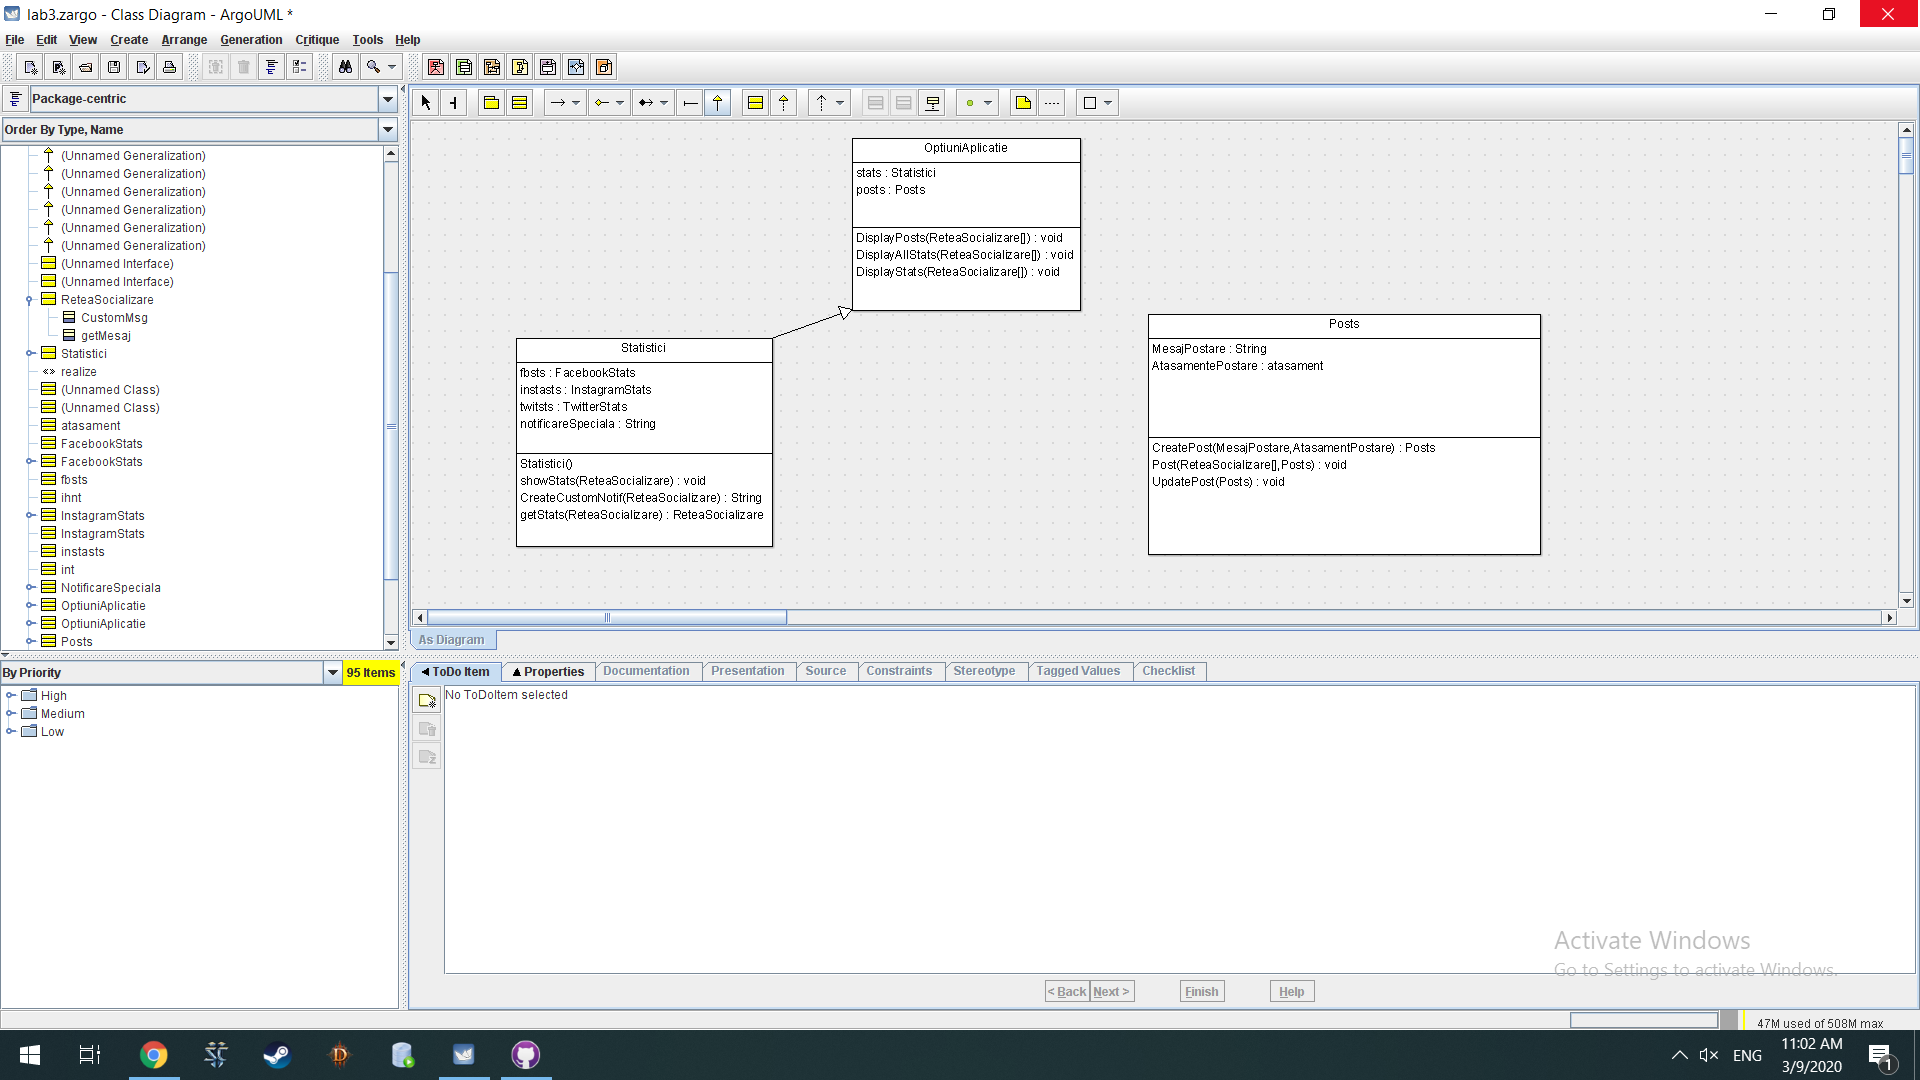 lab3.zargo - Class Diagram - ArgoUML *
File Edit View Create Arrange Generation Critique Tools Help
Package-centric
Order By Type, Name
(Unnamed Generalization)
(Unnamed Generalization)
(Unnamed Generalization)
(Unnamed Generalization)
(Unnamed Generalization)
(Unnamed Generalization)
(Unnamed Interface)
(Unnamed Interface)
ReteaSocializare
CustomMsg
getMesaj
Statistici
realize
(Unnamed Class)
(Unnamed Class)
atasament
FacebookStats
FacebookStats
fbsts
ihnt
InstagramStats
InstagramStats
instasts
int
NotificareSpeciala
OptiuniAplicatie
OptiuniAplicatie
Posts
OptiuniAplicatie
stats : Statistici
posts : Posts
DisplayPosts(ReteaSocializare[]) : void
DisplayAllStats(ReteaSocializare[]) : void
DisplayStats(ReteaSocializare[]) : void
Statistici
fbsts : FacebookStats
instasts : InstagramStats
twitsts : TwitterStats
notificareSpeciala : String
Statistici()
showStats(ReteaSocializare) : void
CreateCustomNotif(ReteaSocializare) : String
getStats(ReteaSocializare) : ReteaSocializare
Posts
MesajPostare : String
AtasamentePostare : atasament
CreatePost(MesajPostare,AtasamentPostare) : Posts
Post(ReteaSocializare[],Posts) : void
UpdatePost(Posts) : void
As Diagram
By Priority 95 Items
High
Medium
Low
ToDo Item Properties Documentation Presentation Source Constraints Stereotype Tagged Values Checklist
No ToDoItem selected
Activate Windows
Go to Settings to activate Windows.
< Back Next > Finish Help
47M used of 508M max
ENG
11:02 AM
3/9/2020
1